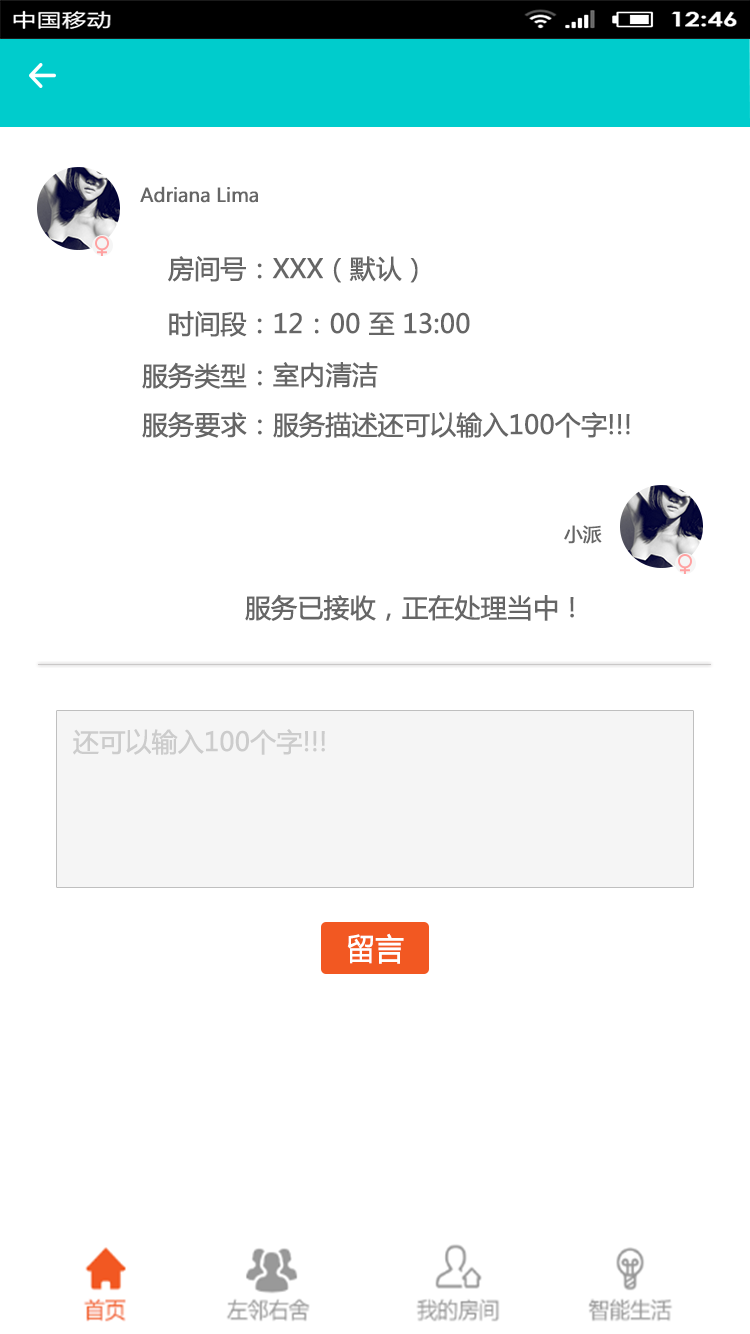 中国移动 12:46
Adriana Lima
房间号：XXX（默认）
时间段：12：00 至 13:00
服务类型：室内清洁
服务要求：服务描述还可以输入100个字!!!
小派
服务已接收，正在处理当中！
还可以输入100个字!!!
留言
首页 左邻右舍 我的房间 智能生活